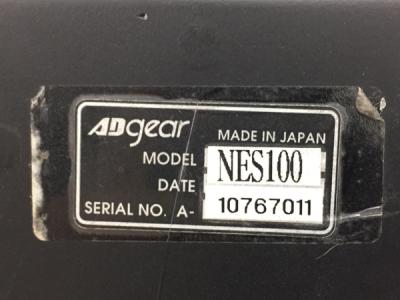 ADgear
MADE IN JAPAN
MODEL NES100
DATE
SERIAL NO. A- 10767011